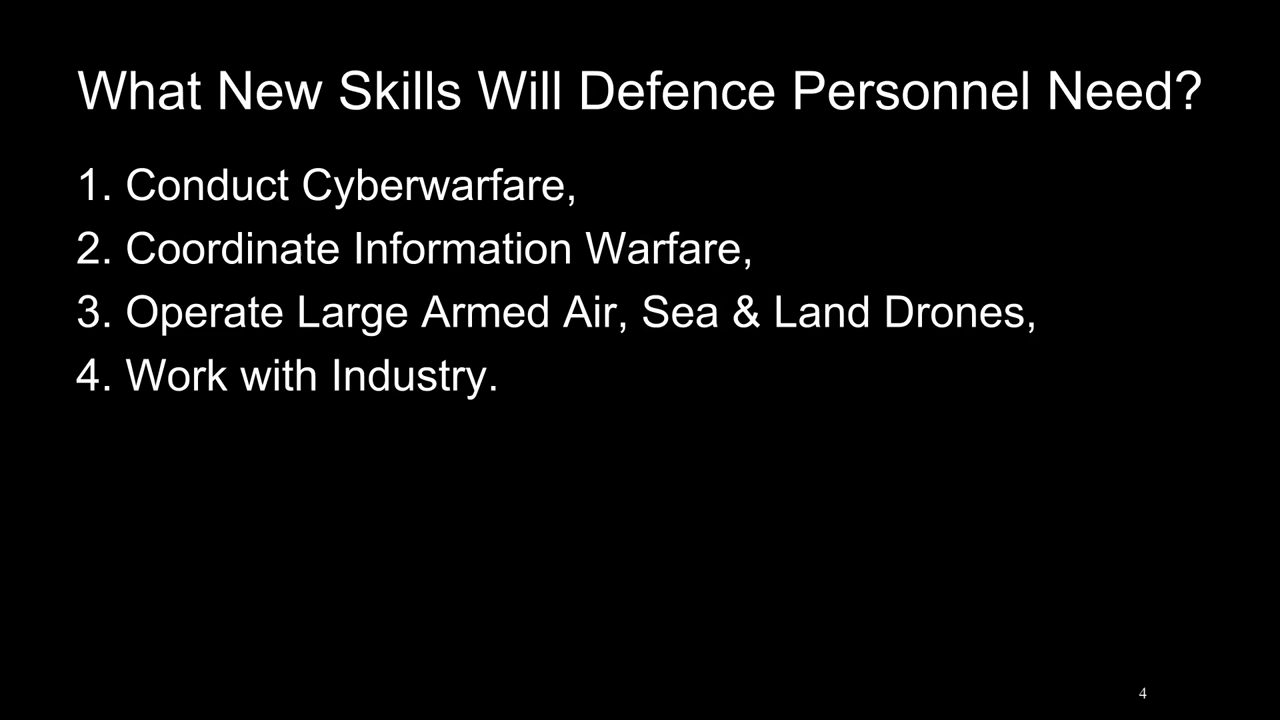 What New Skills Will Defence Personnel Need?
1. Conduct Cyberwarfare,
2. Coordinate Information Warfare,
3. Operate Large Armed Air, Sea & Land Drones,
4. Work with Industry.
4